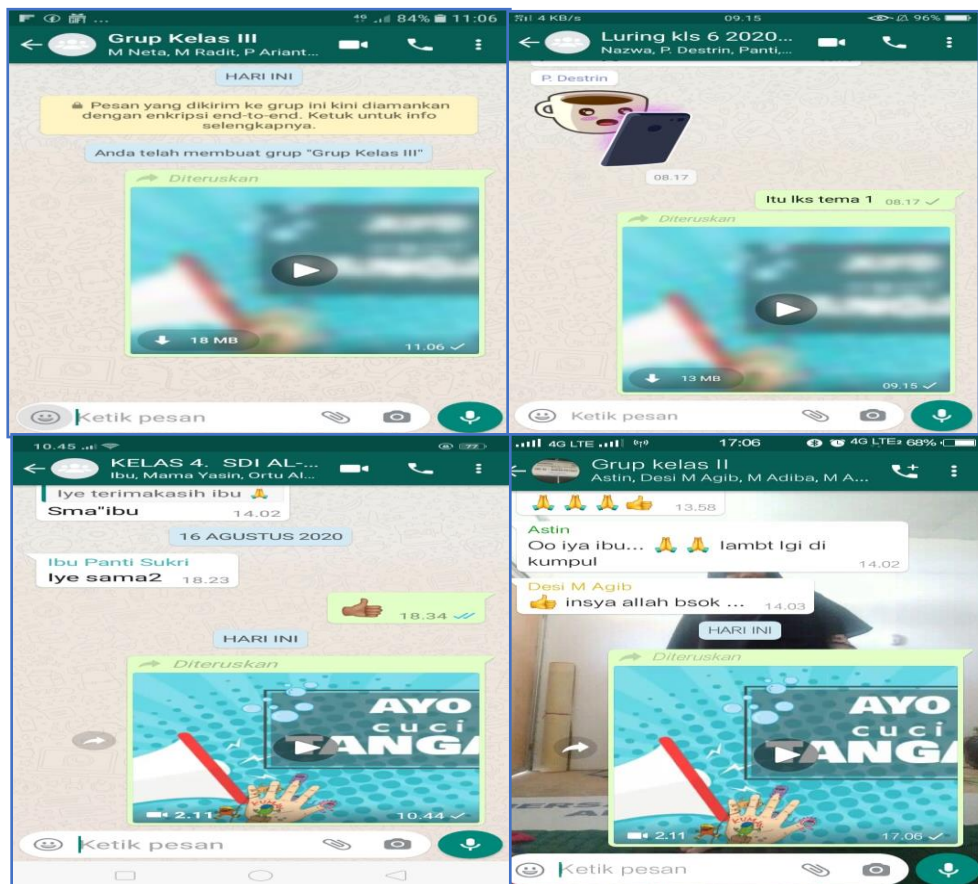 84% 11:06
Grup Kelas III
M Neta, M Radit, P Ariant...
HARI INI
Pesan yang dikirim ke grup ini kini diamankan
dengan enkripsi end-to-end. Ketuk untuk info
selengkapnya.
Anda telah membuat grup "Grup Kelas III"
Diteruskan
18 MB
11.06
Ketik pesan
4 KB/s 09.15 96%
Luring kls 6 2020...
Nazwa, P. Destrin, Panti,...
P. Destrin
08.17
Itu lks tema 1 08.17
Diteruskan
13 MB
09.15
Ketik pesan
10.45 77
KELAS 4. SDI AL-...
Ibu, Mama Yasin, Ortu Al...
Iye terimakasih ibu
Sma"ibu 14.02
16 AGUSTUS 2020
Ibu Panti Sukri
Iye sama2 18.23
18.34
HARI INI
Diteruskan
AYO
cuci
TANGA
2.11 10.44
Ketik pesan
4G LTE 17:06 4G LTE2 68%
Grup kelas II
Astin, Desi M Agib, M Adiba, M A...
13.58
Astin
Oo iya ibu... lambt lgi di
kumpul 14.02
Desi M Agib
insya allah bsok ... 14.03
HARI INI
Diteruskan
AYO
cuci
TANGA
2.11 17.06
Ketik pesan